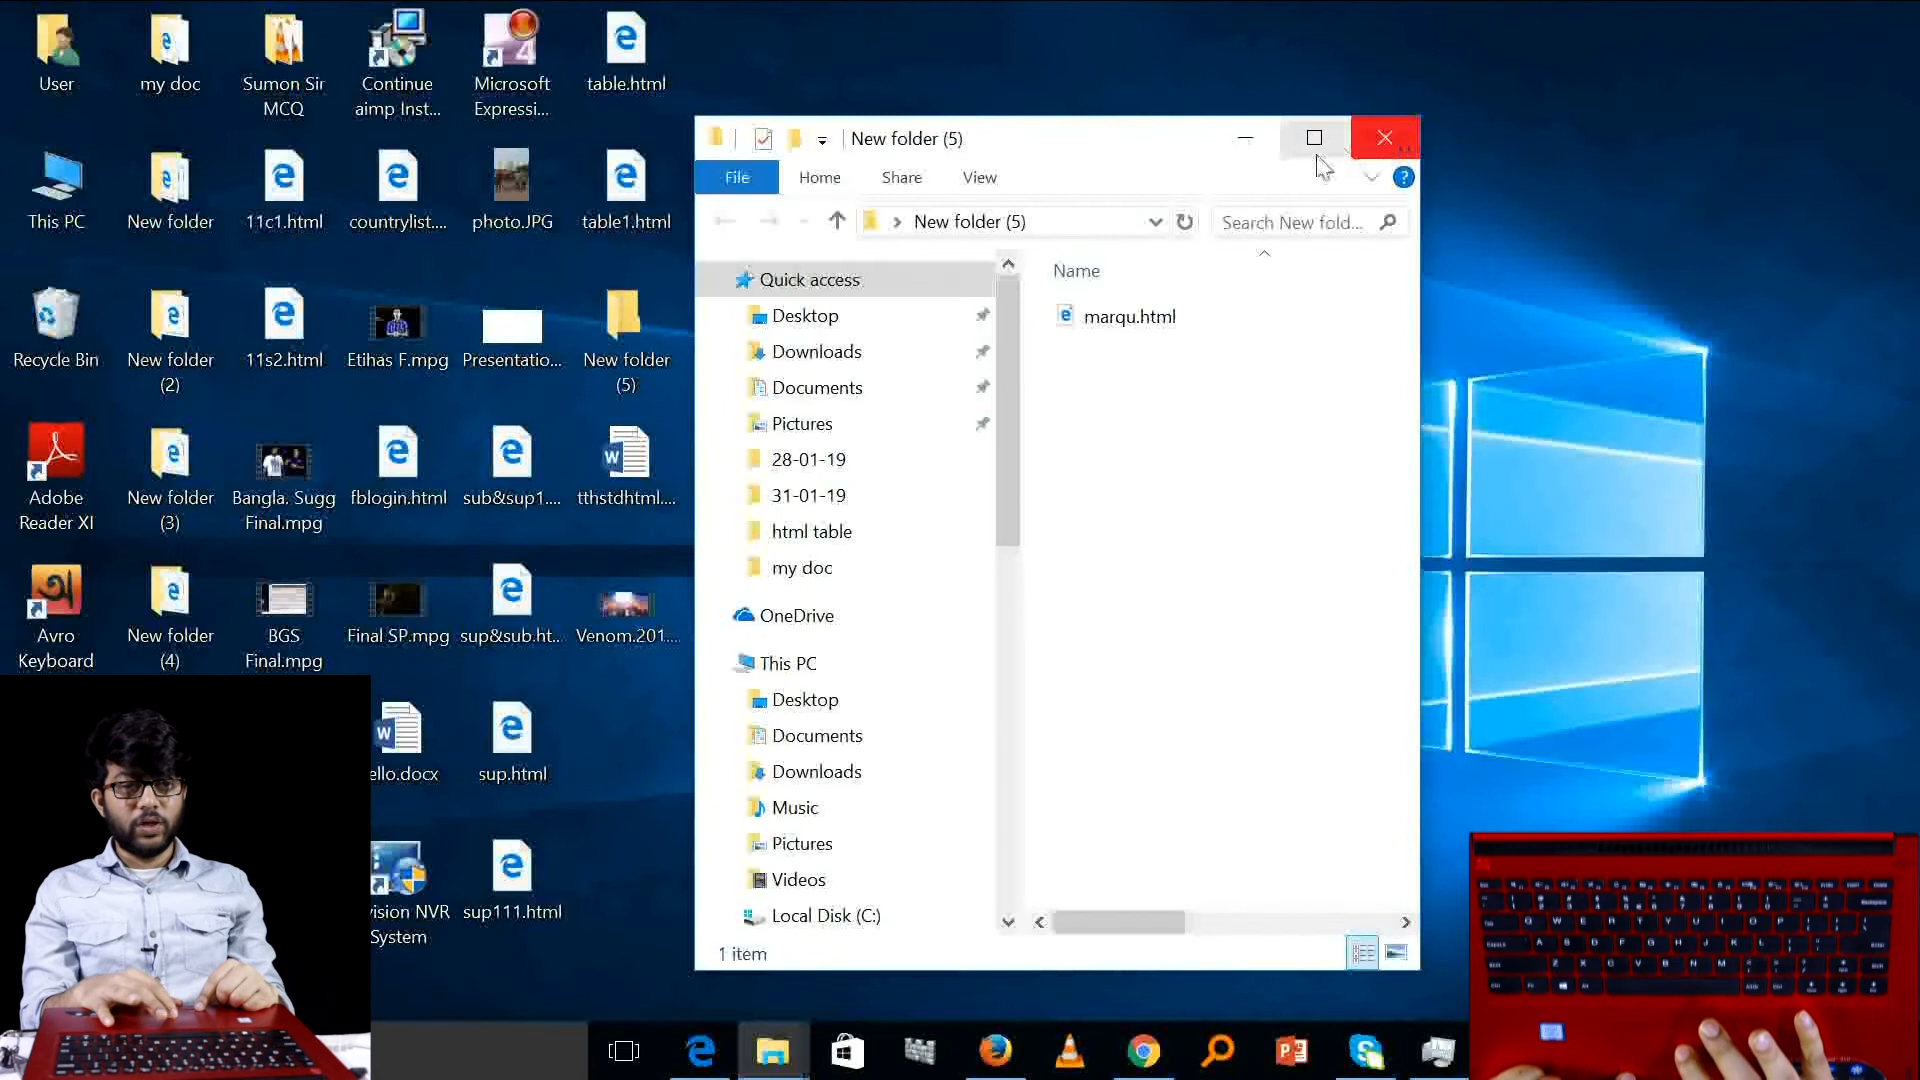 User
my doc
Sumon Sir
MCQ
Continue
aimp Inst...
Microsoft
Expressi...
table.html
This PC
New folder
11c1.html
countrylist....
photo.JPG
table1.html
Recycle Bin
New folder
(2)
11s2.html
Etihas F.mpg
Presentatio...
New folder
(5)
Adobe
Reader XI
New folder
(3)
Bangla. Sugg
Final.mpg
fblogin.html
sub&sup1....
tthstdhtml....
Avro
Keyboard
New folder
(4)
BGS
Final.mpg
Final SP.mpg
sup&sub.ht...
Venom.201....
ello.docx
sup.html
vision NVR
System
sup111.html
New folder (5)
File
Home
Share
View
New folder (5)
Search New fold...
Quick access
Desktop
Downloads
Documents
Pictures
28-01-19
31-01-19
html table
my doc
OneDrive
This PC
Desktop
Documents
Downloads
Music
Pictures
Videos
Local Disk (C:)
Name
marqu.html
1 item